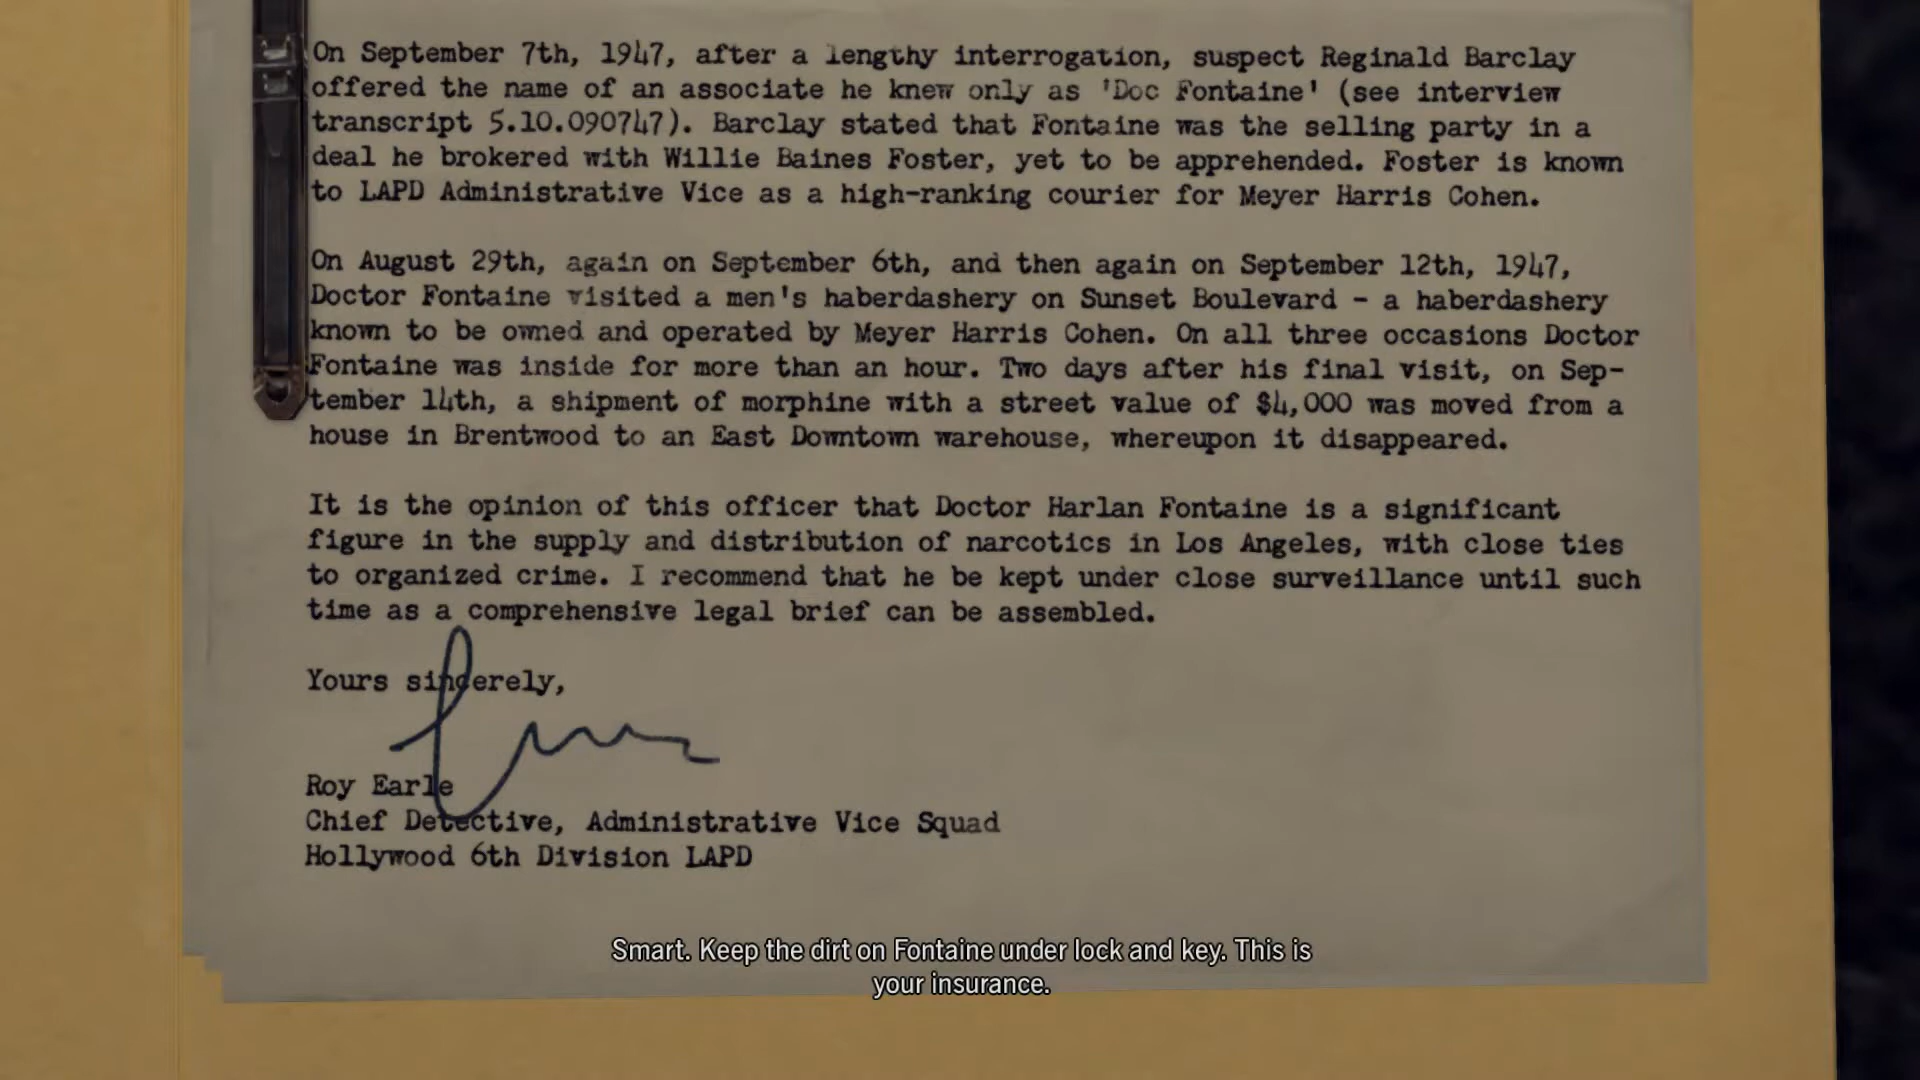 On September 7th, 1947, after a lengthy interrogation, suspect Reginald Barclay
offered the name of an associate he knew only as 'Doc Fontaine' (see interview
transcript 5.10.090747). Barclay stated that Fontaine was the selling party in a
deal he brokered with Willie Baines Foster, yet to be apprehended. Foster is known
to LAPD Administrative Vice as a high-ranking courier for Meyer Harris Cohen.
On August 29th, again on September 6th, and then again on September 12th, 1947,
Doctor Fontaine visited a men's haberdashery on Sunset Boulevard - a haberdashery
known to be owned and operated by Meyer Harris Cohen. On all three occasions Doctor
Fontaine was inside for more than an hour. Two days after his final visit, on Sep-
tember 14th, a shipment of morphine with a street value of $4,000 was moved from a
house in Brentwood to an East Downtown warehouse, whereupon it disappeared.
It is the opinion of this officer that Doctor Harlan Fontaine is a significant
figure in the supply and distribution of narcotics in Los Angeles, with close ties
to organized crime. I recommend that he be kept under close surveillance until such
time as a comprehensive legal brief can be assembled.
Yours sincerely,
Roy Earle
Chief Detective, Administrative Vice Squad
Hollywood 6th Division LAPD
Smart. Keep the dirt on Fontaine under lock and key. This is
your insurance.